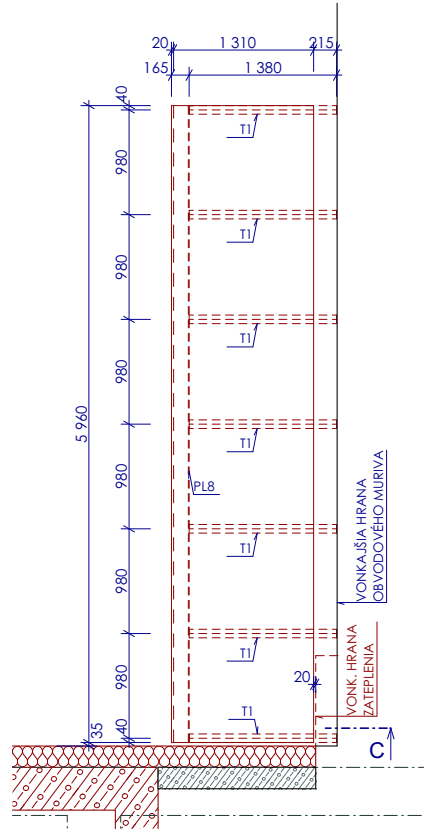 20
1 310
215
165
1 380
40
T1
980
T1
980
T1
980
5 960
T1
980
PL8
T1
980
VONKAJŠIA HRANA
OBVODOVÉHO MURIVA
T1
980
20
VONK. HRANA
ZATEPLENIA
T1
40
35
C